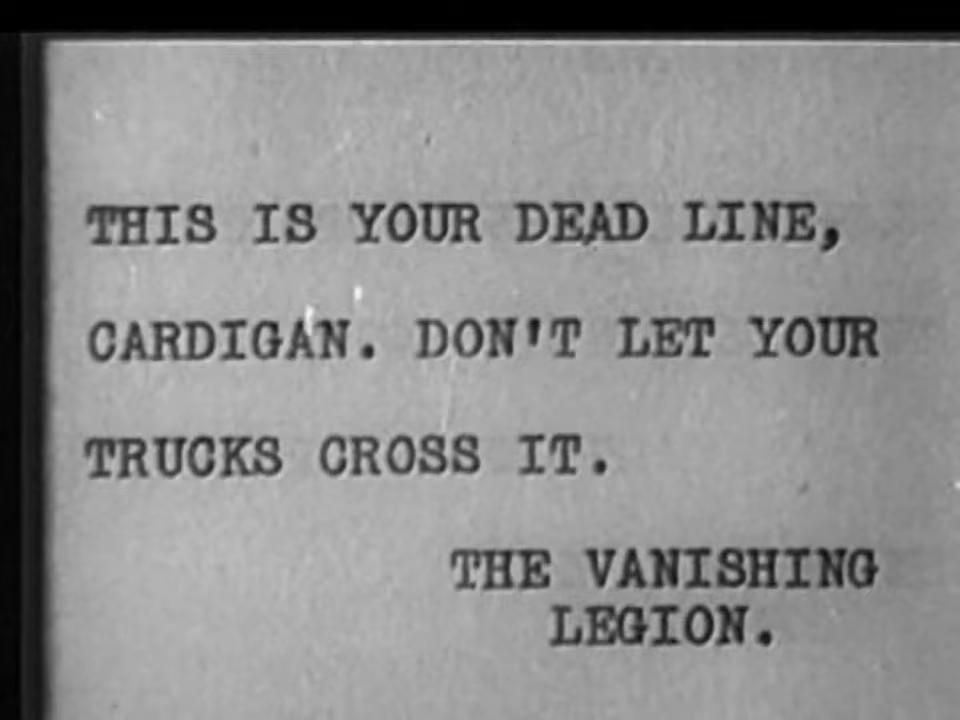 THIS IS YOUR DEAD LINE,
CARDIGAN. DON'T LET YOUR
TRUCKS CROSS IT.
THE VANISHING
LEGION.